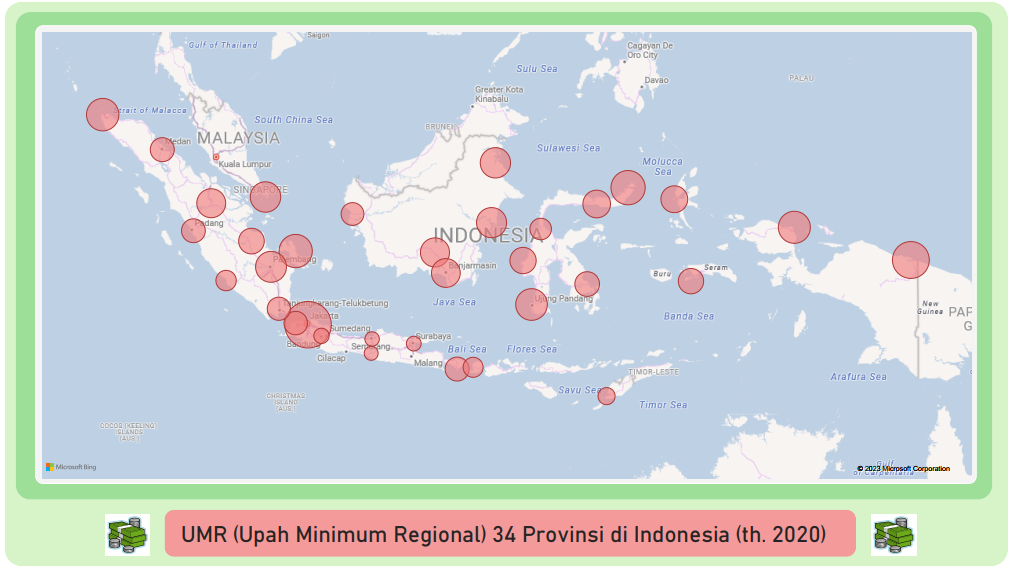 Gulf of Thailand
Saigon
Cagayan De
Oro City
Davao
PALAU
Sulu Sea
Greater Kota
Kinabalu
Strait of Malacca
South China Sea
BRUNEI
Medan
MALAYSIA
Kuala Lumpur
Sulawesi Sea
Molucca
Sea
SINGAPORE
Padang
INDONESIA
Palembang
Banjarmasin
Buru
Seram
Tanjungkarang-Telukbetung
Java Sea
Ujung Pandang
New
Guinea
PAP
G
Jakarta
Banda Sea
Sumedang
Bandung
Semarang
Surabaya
Cilacap
Malang
Bali Sea
Flores Sea
TIMOR-LESTE
Arafura Sea
Savu Sea
Timor Sea
CHRISTMAS
ISLAND
(AUS.)
COCOS (KEELING)
ISLANDS
(AUS.)
Microsoft Bing
Gulf
of Carpentaria
© 2023 Microsoft Corporation
UMR (Upah Minimum Regional) 34 Provinsi di Indonesia (th. 2020)